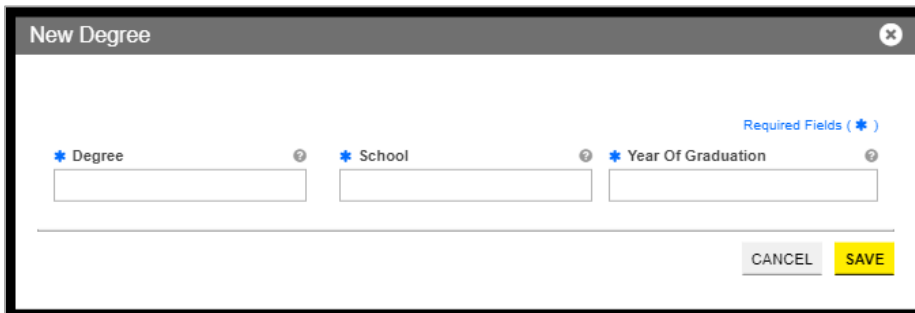 New Degree
Required Fields ( * )
* Degree
* School
* Year Of Graduation
CANCEL
SAVE